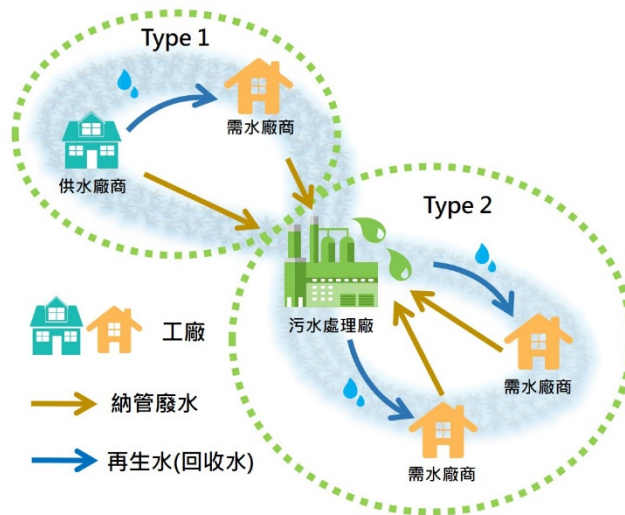 Type 1
需水廠商
供水廠商
Type 2
污水處理廠
需水廠商
需水廠商
工廠
納管廢水
再生水(回收水)